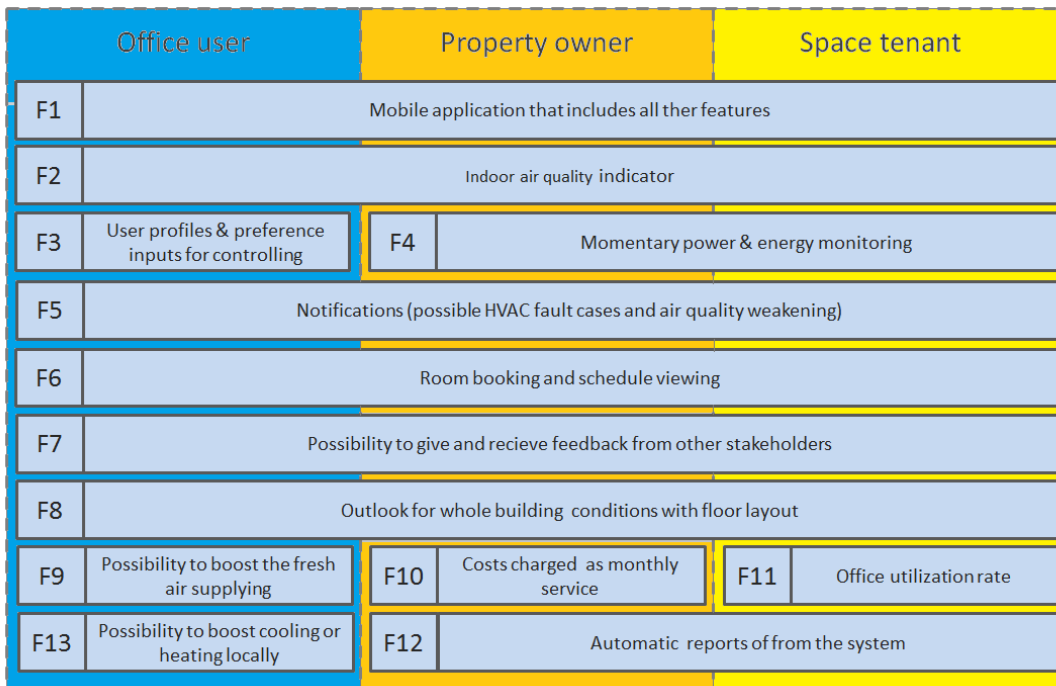 Office user
Property owner
Space tenant
F1
Mobile application that includes all ther features
F2
Indoor air quality indicator
F3
User profiles & preference
inputs for controlling
F4
Momentary power & energy monitoring
F5
Notifications (possible HVAC fault cases and air quality weakening)
F6
Room booking and schedule viewing
F7
Possibility to give and recieve feedback from other stakeholders
F8
Outlook for whole building conditions with floor layout
F9
Possibility to boost the fresh
air supplying
F10
Costs charged as monthly
service
F11
Office utilization rate
F13
Possibility to boost cooling or
heating locally
F12
Automatic reports of from the system